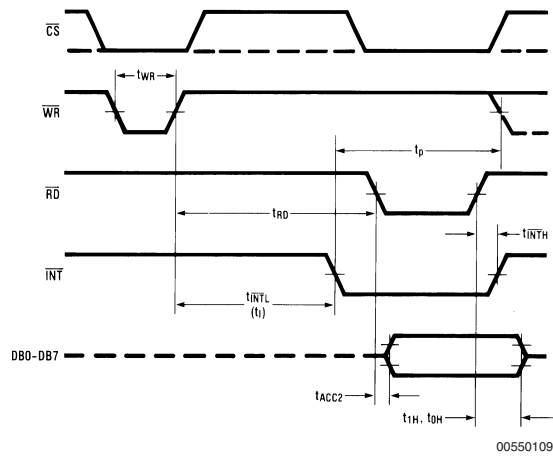 CS
tWR
WR
tp
RD
tRD
tINTH
INT
tINTL
(tI)
DB0-DB7
tACC2
t1H, t0H
00550109